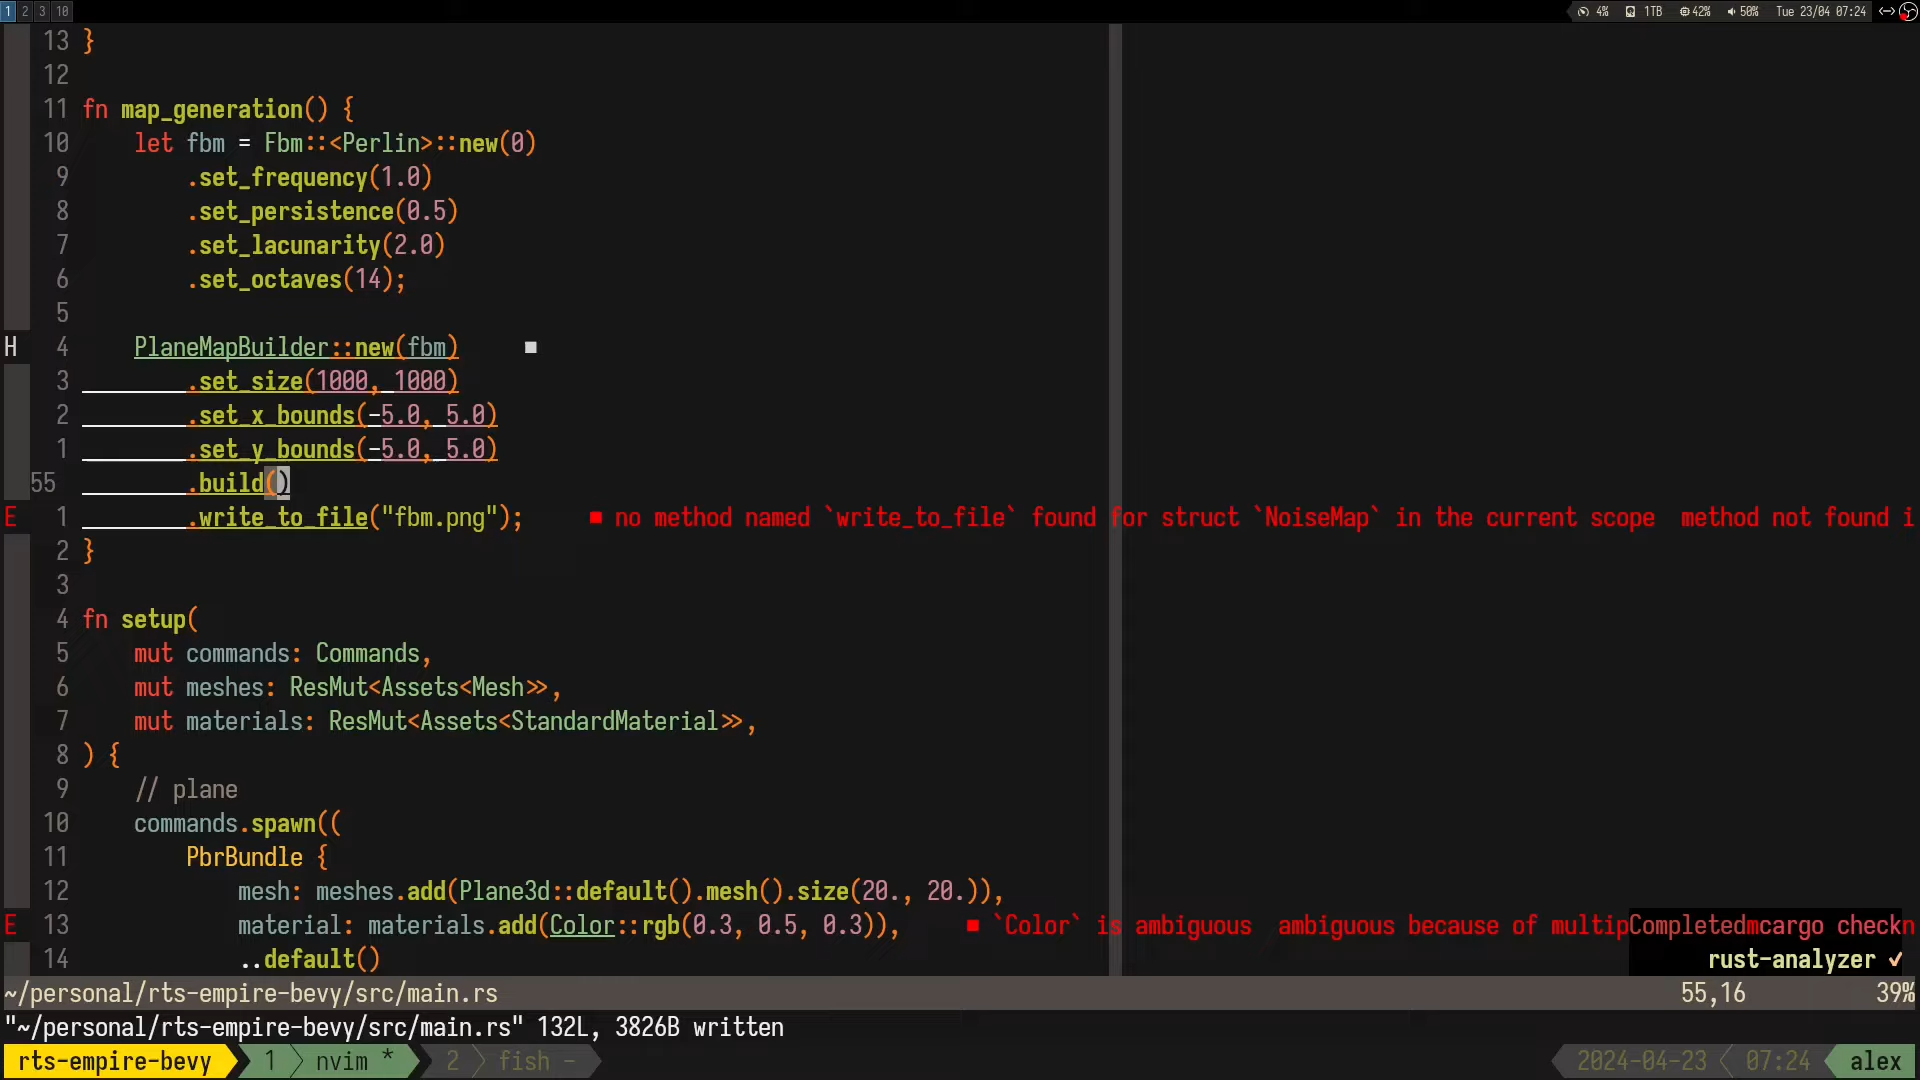 1 2 3 10 4% 1TB 42% 50% Tue 23/04 07:24
13 }
12
11 fn map_generation() {
10     let fbm = Fbm::<Perlin>::new(0)
9         .set_frequency(1.0)
8         .set_persistence(0.5)
7         .set_lacunarity(2.0)
6         .set_octaves(14);
5
H 4     PlaneMapBuilder::new(fbm)     ■
3         .set_size(1000, 1000)
2         .set_x_bounds(-5.0, 5.0)
1         .set_y_bounds(-5.0, 5.0)
55         .build()
E 1         .write_to_file("fbm.png");     ■ no method named `write_to_file` found for struct `NoiseMap` in the current scope  method not found i
2 }
3
4 fn setup(
5     mut commands: Commands,
6     mut meshes: ResMut<Assets<Mesh>>,
7     mut materials: ResMut<Assets<StandardMaterial>>,
8 ) {
9     // plane
10     commands.spawn((
11         PbrBundle {
12             mesh: meshes.add(Plane3d::default().mesh().size(20., 20.)),
E 13             material: materials.add(Color::rgb(0.3, 0.5, 0.3)),     ■ `Color` is ambiguous  ambiguous because of multipCompletedmcargo checkn
14             ..default()     rust-analyzer ✓
~/personal/rts-empire-bevy/src/main.rs 55,16 39%
"~/personal/rts-empire-bevy/src/main.rs" 132L, 3826B written
rts-empire-bevy 1 nvim * 2 fish - 2024-04-23 07:24 alex